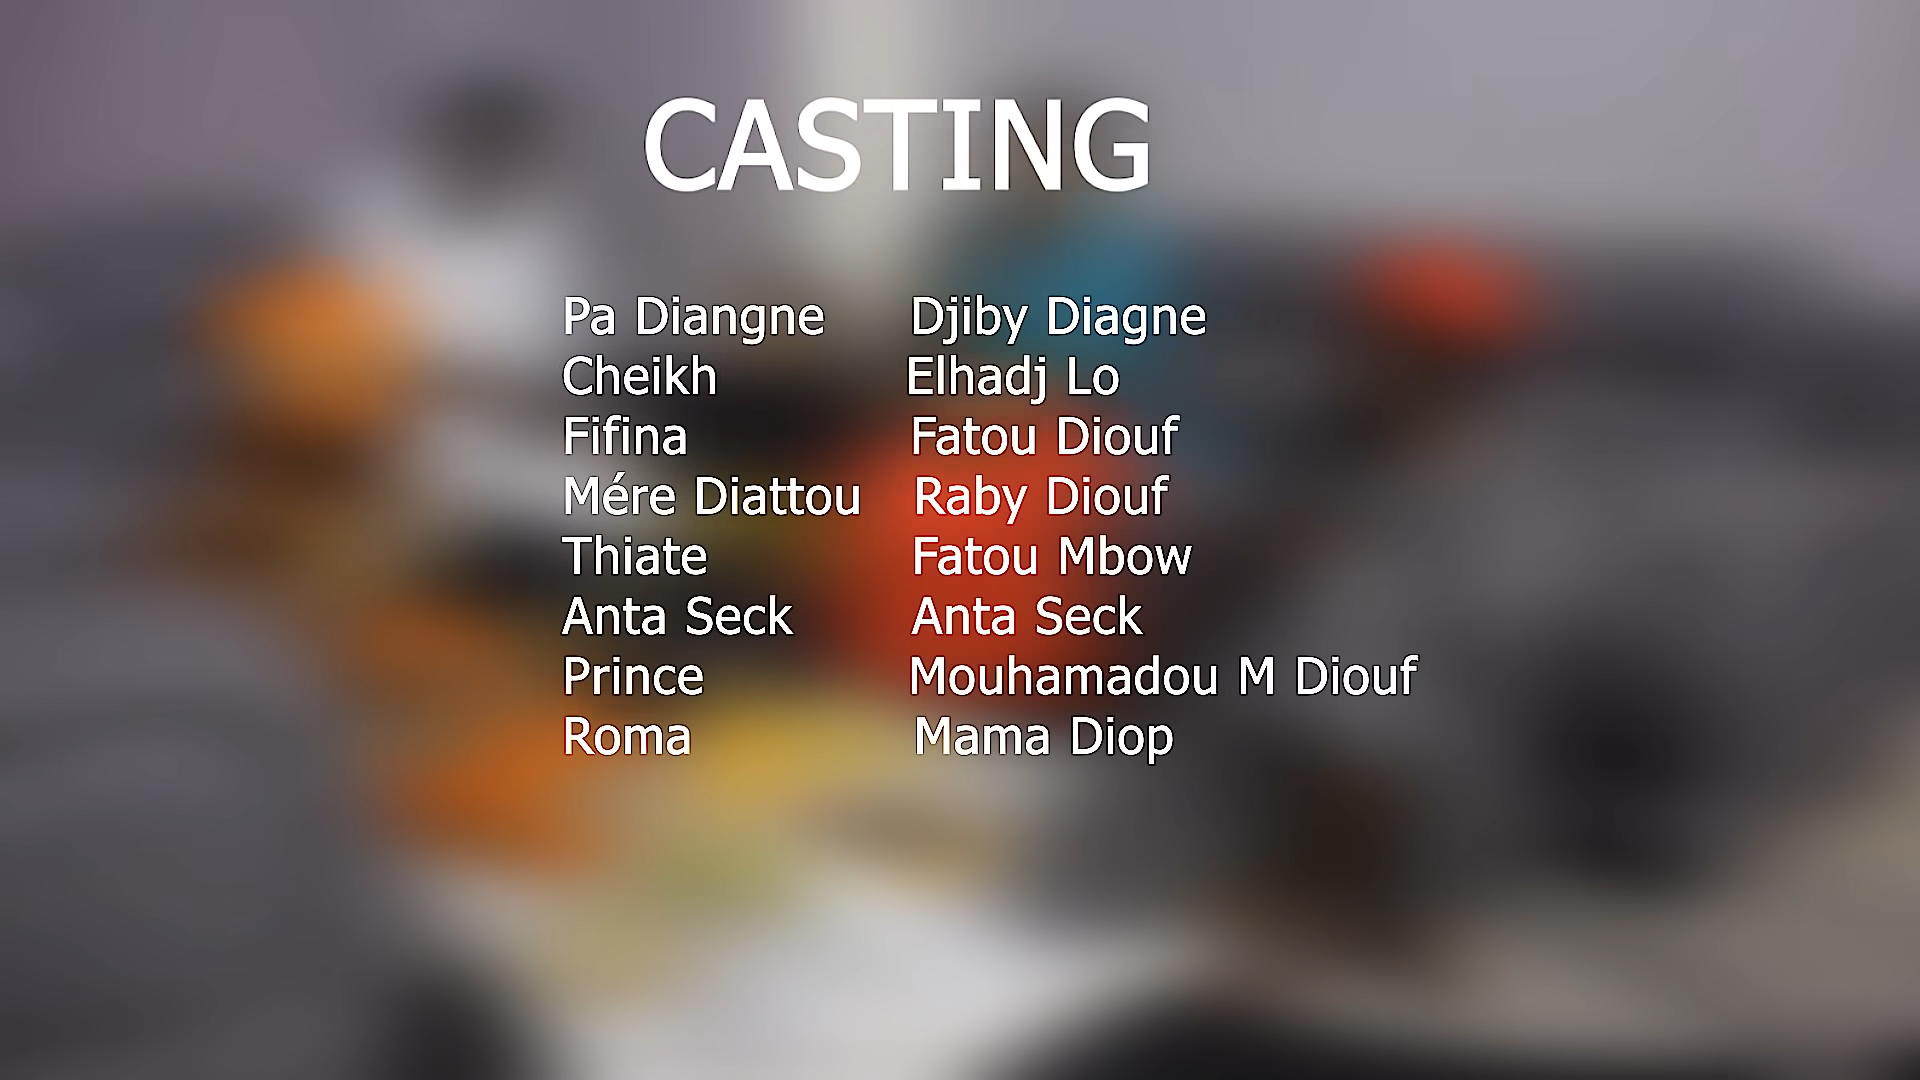 CASTING
Pa Diangne Djiby Diagne
Cheikh Elhadj Lo
Fifina Fatou Diouf
Mére Diattou Raby Diouf
Thiate Fatou Mbow
Anta Seck Anta Seck
Prince Mouhamadou M Diouf
Roma Mama Diop